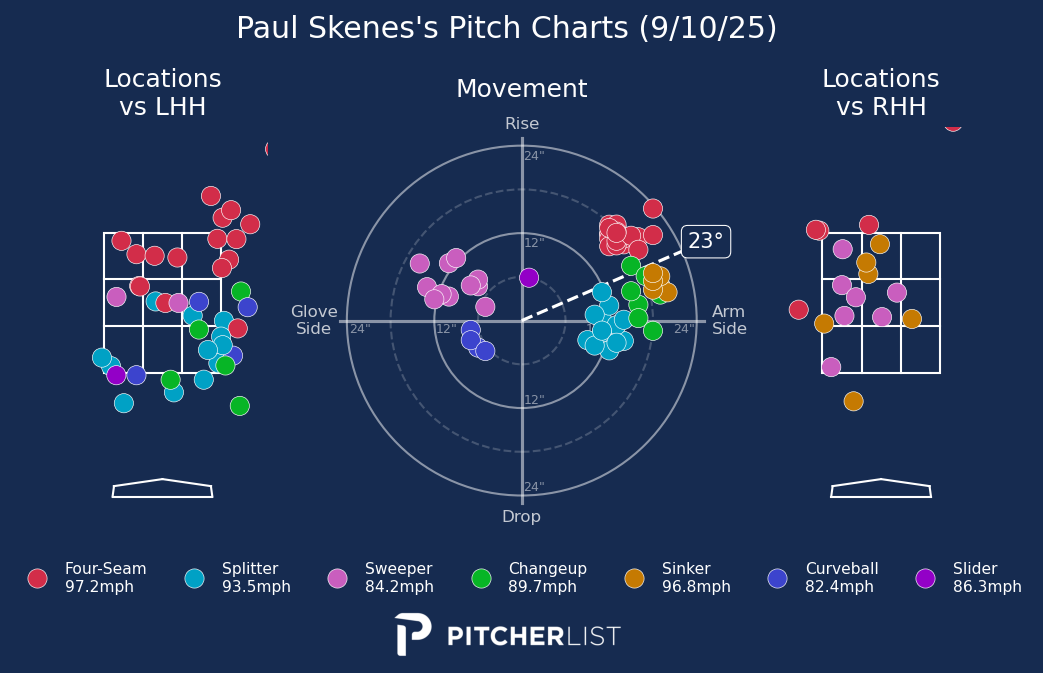 Paul Skenes's Pitch Charts (9/10/25)
Locations
vs LHH
Movement
Locations
vs RHH
Rise
24"
12"
23°
Glove
Side
24"
12"
24"
Arm
Side
12"
24"
Drop
Four-Seam
97.2mph
Splitter
93.5mph
Sweeper
84.2mph
Changeup
89.7mph
Sinker
96.8mph
Curveball
82.4mph
Slider
86.3mph
PITCHERLIST